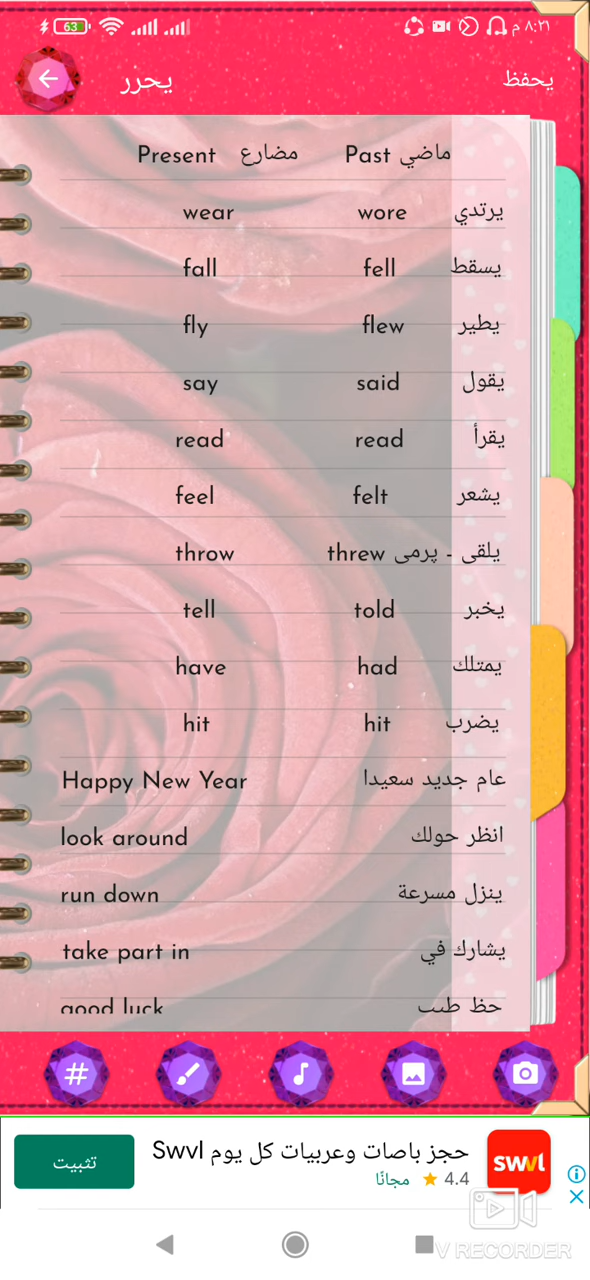 63 م ٨:٢١
يحرر يحفظ
Present مضارع Past ماضي
wear wore يرتدي
fall fell يسقط
fly flew يطير
say said يقول
read read يقرأ
feel felt يشعر
throw threw يلقى - پرمى
tell told يخبر
have had يمتلك
hit hit يضرب
Happy New Year عام جديد سعيدا
look around انظر حولك
run down ينزل مسرعة
take part in يشارك في
good luck حظ طيب
#
حجز باصات وعربيات كل يوم Swvl
تثبيت
4.4 ★ مجانًا
swvl
V RECORDER